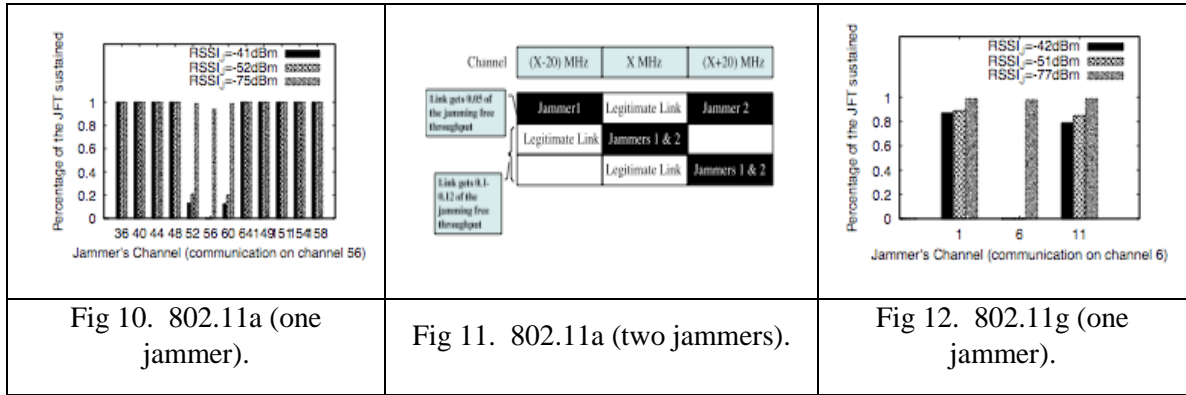 Percentage of the JFT sustained
RSSIJ=-41dBm
RSSIJ=-52dBm
RSSIJ=-75dBm
1
0.8
0.6
0.4
0.2
0
36 40 44 48 52 56 60 64149151154158
Jammer's Channel (communication on channel 56)
Channel
(X-20) MHz
X MHz
(X+20) MHz
Link gets 0.05 of
the jamming free
throughput
Jammer1
Legitimate Link
Jammer 2
Legitimate Link
Jammers 1 & 2
Legitimate Link
Jammers 1 & 2
Link gets 0.1-
0.12 of the
jamming free
throughput
Percentage of the JFT sustained
RSSIJ=-42dBm
RSSIJ=-51dBm
RSSIJ=-77dBm
1
0.8
0.6
0.4
0.2
0
1 6 11
Jammer's Channel (communication on channel 6)
Fig 10. 802.11a (one
jammer).
Fig 11. 802.11a (two jammers).
Fig 12. 802.11g (one
jammer).